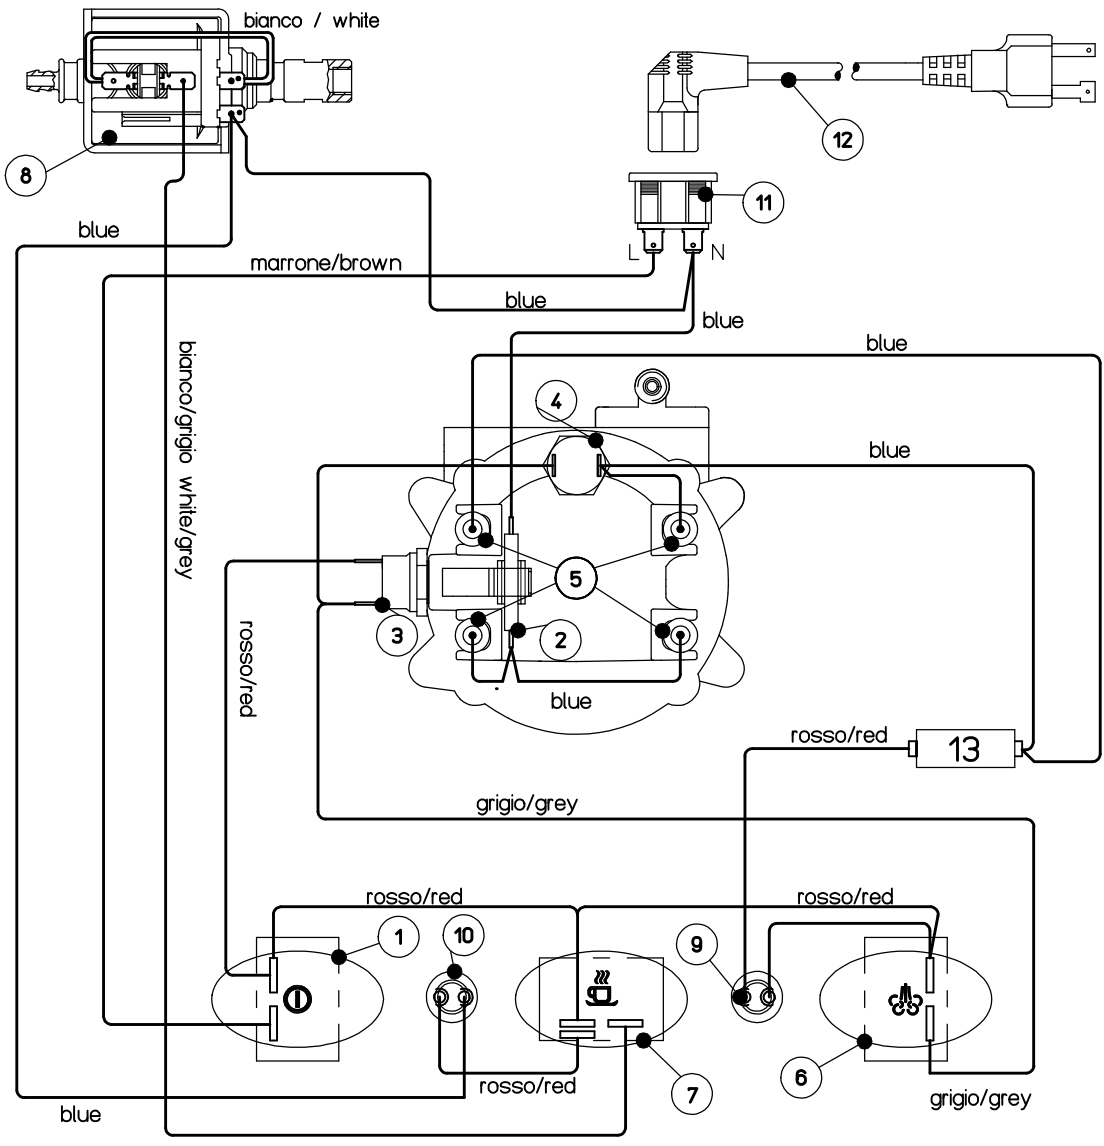 bianco / white
12
8
11
L
N
blue
marrone/brown
blue
blue
bianco/grigio white/grey
blue
4
blue
5
3
2
rosso/red
blue
rosso/red
13
grigio/grey
rosso/red
rosso/red
1
10
9
rosso/red
7
6
grigio/grey
blue